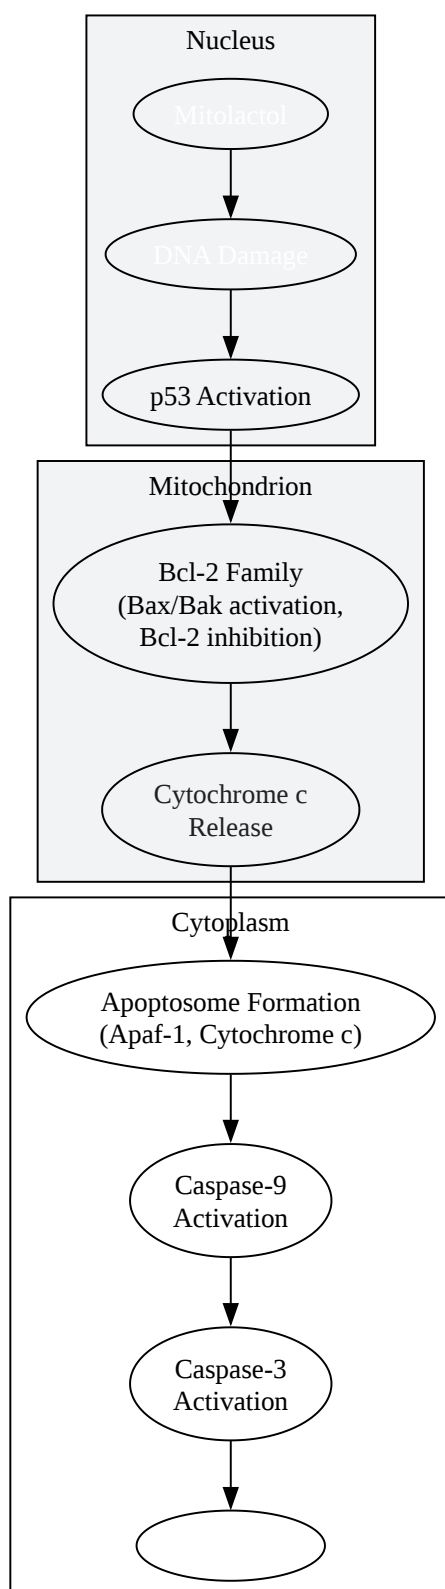 Nucleus
Mitolactol
DNA Damage
p53 Activation
Mitochondrion
Bcl-2 Family
(Bax/Bak activation,
Bcl-2 inhibition)
Cytochrome c
Release
Cytoplasm
Apoptosome Formation
(Apaf-1, Cytochrome c)
Caspase-9
Activation
Caspase-3
Activation